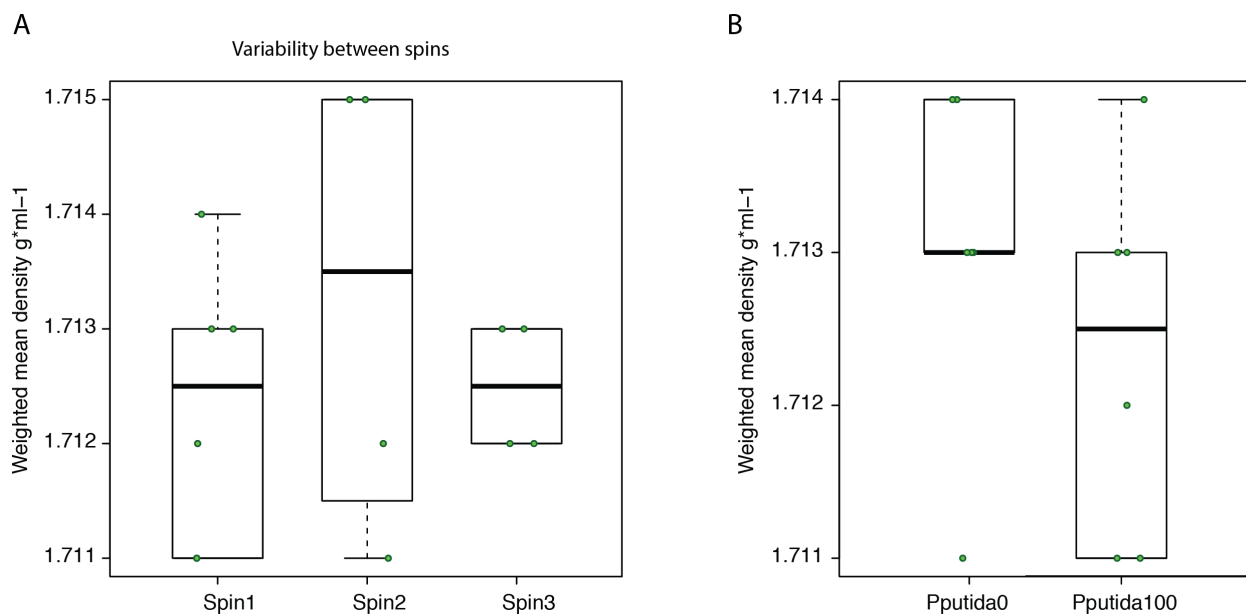 A
Variability between spins
Weighted mean density g*ml−1
1.715
1.714
1.713
1.712
1.711
Spin1 Spin2 Spin3
B
Weighted mean density g*ml−1
1.714
1.713
1.712
1.711
Pputida0 Pputida100